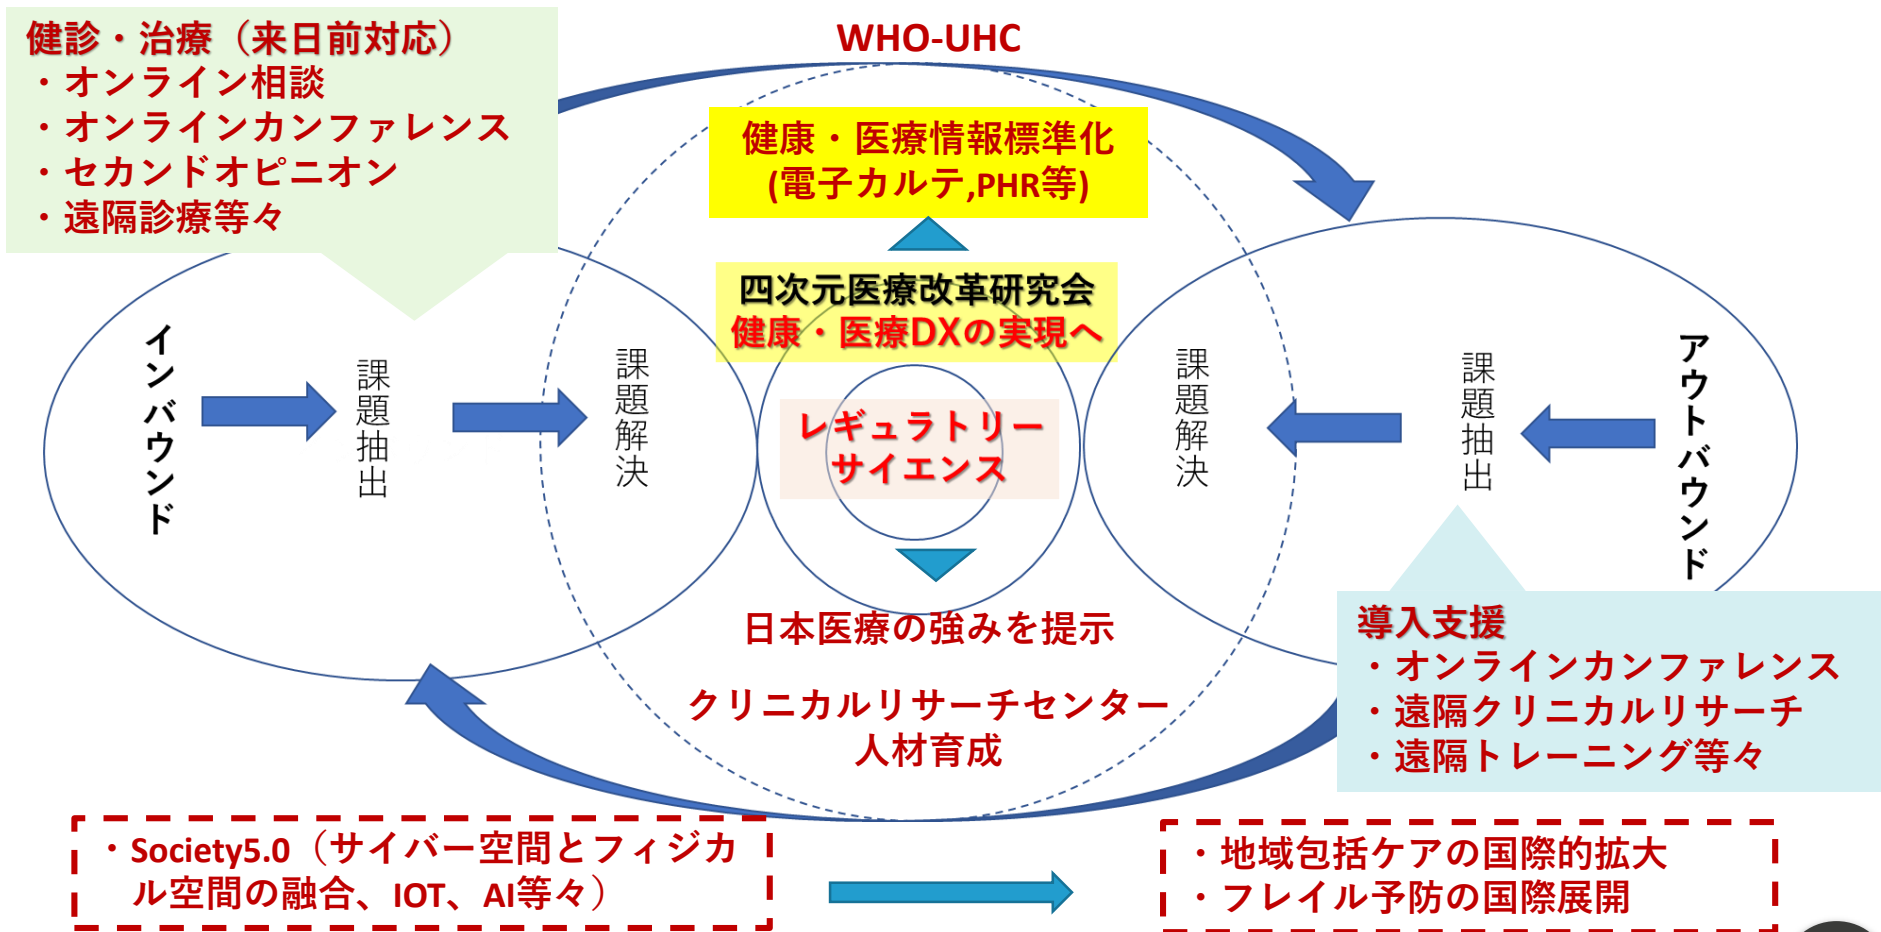 健診・治療（来日前対応）
・オンライン相談
・オンラインカンファレンス
・セカンドオピニオン
・遠隔診療等々
WHO-UHC
健康・医療情報標準化
(電子カルテ,PHR等)
四次元医療改革研究会
健康・医療DXの実現へ
レギュラトリー
サイエンス
インバウンド
課題抽出
課題解決
課題解決
課題抽出
アウトバウンド
日本医療の強みを提示
クリニカルリサーチセンター
人材育成
導入支援
・オンラインカンファレンス
・遠隔クリニカルリサーチ
・遠隔トレーニング等々
・Society5.0（サイバー空間とフィジカ
ル空間の融合、IOT、AI等々）
・地域包括ケアの国際的拡大
・フレイル予防の国際展開